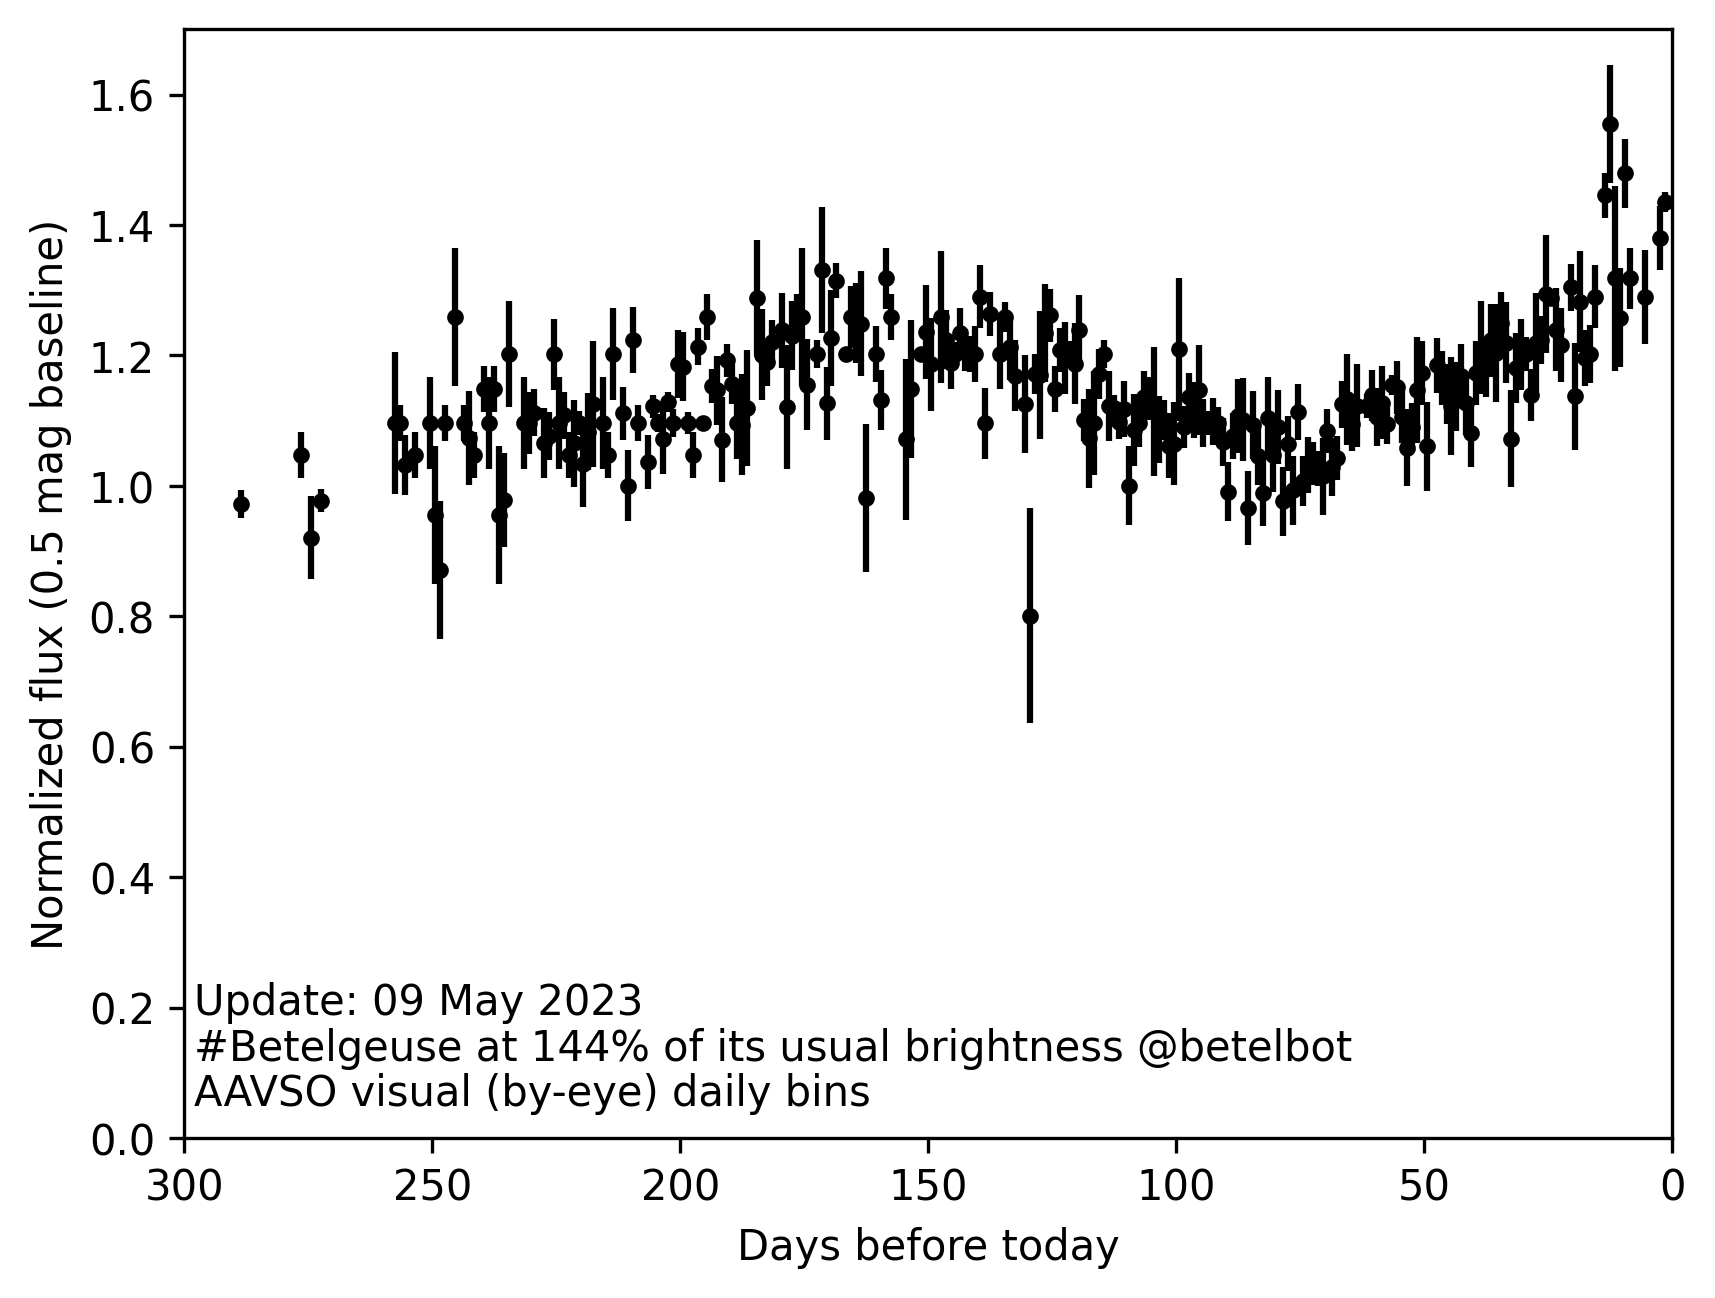 1.6
1.4
1.2
1.0
0.8
0.6
0.4
0.2
0.0
Normalized flux (0.5 mag baseline)
Update: 09 May 2023
#Betelgeuse at 144% of its usual brightness @betelbot
AAVSO visual (by-eye) daily bins
300 250 200 150 100 50 0
Days before today